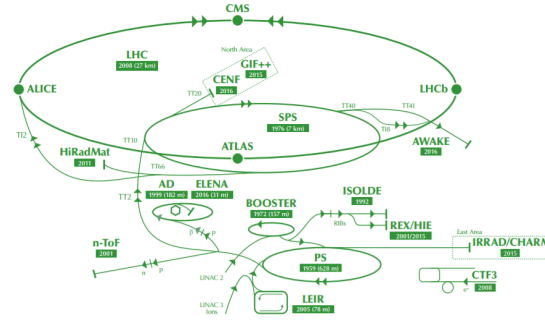 CMS
LHC
2008 (27 km)
North Area
GIF++
2015
CENF
2016
ALICE
LHCb
TT20
TT40
TT41
SPS
1976 (7 km)
TI2
TT10
TI8
ATLAS
AWAKE
2016
HiRadMat
2011
TT66
AD
1999 (182 m)
ELENA
2016 (31 m)
TT2
BOOSTER
1972 (157 m)
ISOLDE
1992
p
p
RIBs
REX/HIE
2001/2015
East Area
n-ToF
2001
IRRAD/CHARM
2015
PS
1959 (628 m)
n
p
LINAC 2
CTF3
2008
e-
LINAC 3
Ions
LEIR
2005 (78 m)